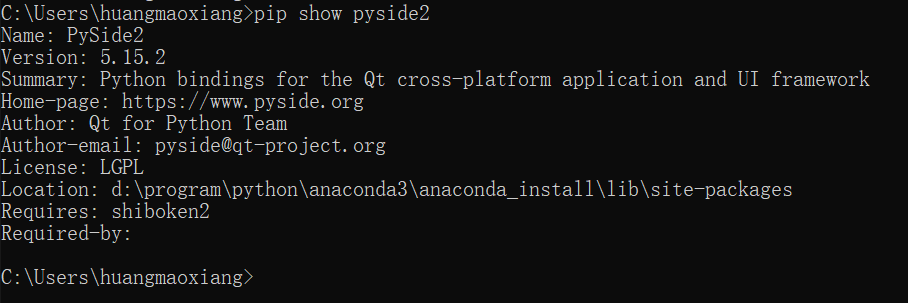 C:\Users\huangmaoxiang>pip show pyside2
Name: PySide2
Version: 5.15.2
Summary: Python bindings for the Qt cross-platform application and UI framework
Home-page: https://www.pyside.org
Author: Qt for Python Team
Author-email: pyside@qt-project.org
License: LGPL
Location: d:\program\python\anaconda3\anaconda_install\lib\site-packages
Requires: shiboken2
Required-by:
C:\Users\huangmaoxiang>